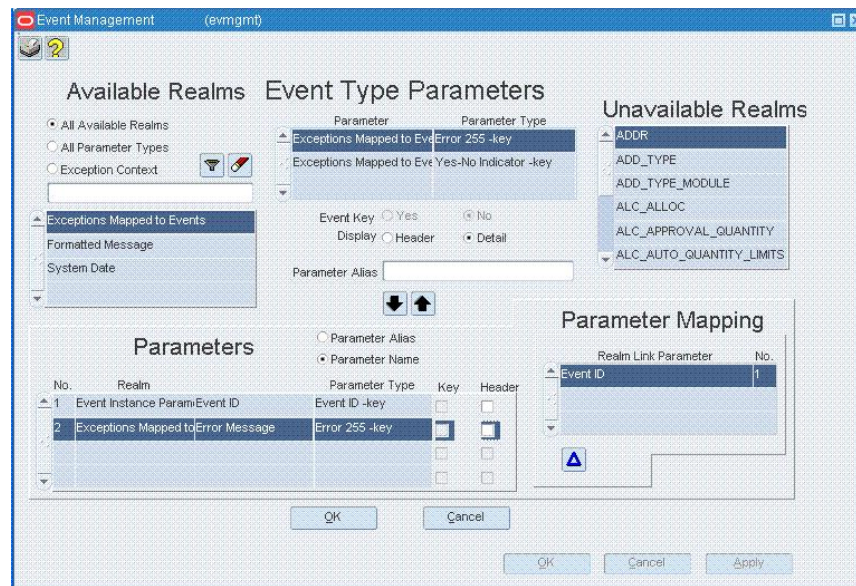 Event Management (evmgmt)
Available Realms
All Available Realms
All Parameter Types
Exception Context
Exceptions Mapped to Events
Formatted Message
System Date
Event Type Parameters
Parameter Parameter Type
Exceptions Mapped to Eve Error 255 -key
Exceptions Mapped to Eve Yes-No Indicator -key
Event Key Yes No
Display Header Detail
Parameter Alias
Unavailable Realms
ADDR
ADD_TYPE
ADD_TYPE_MODULE
ALC_ALLOC
ALC_APPROVAL_QUANTITY
ALC_AUTO_QUANTITY_LIMITS
Parameters
Parameter Alias
Parameter Name
No. Realm Parameter Type Key Header
1 Event Instance Param Event ID Event ID -key
2 Exceptions Mapped to Error Message Error 255 -key
Parameter Mapping
Realm Link Parameter No.
Event ID 1
OK Cancel
OK Cancel Apply